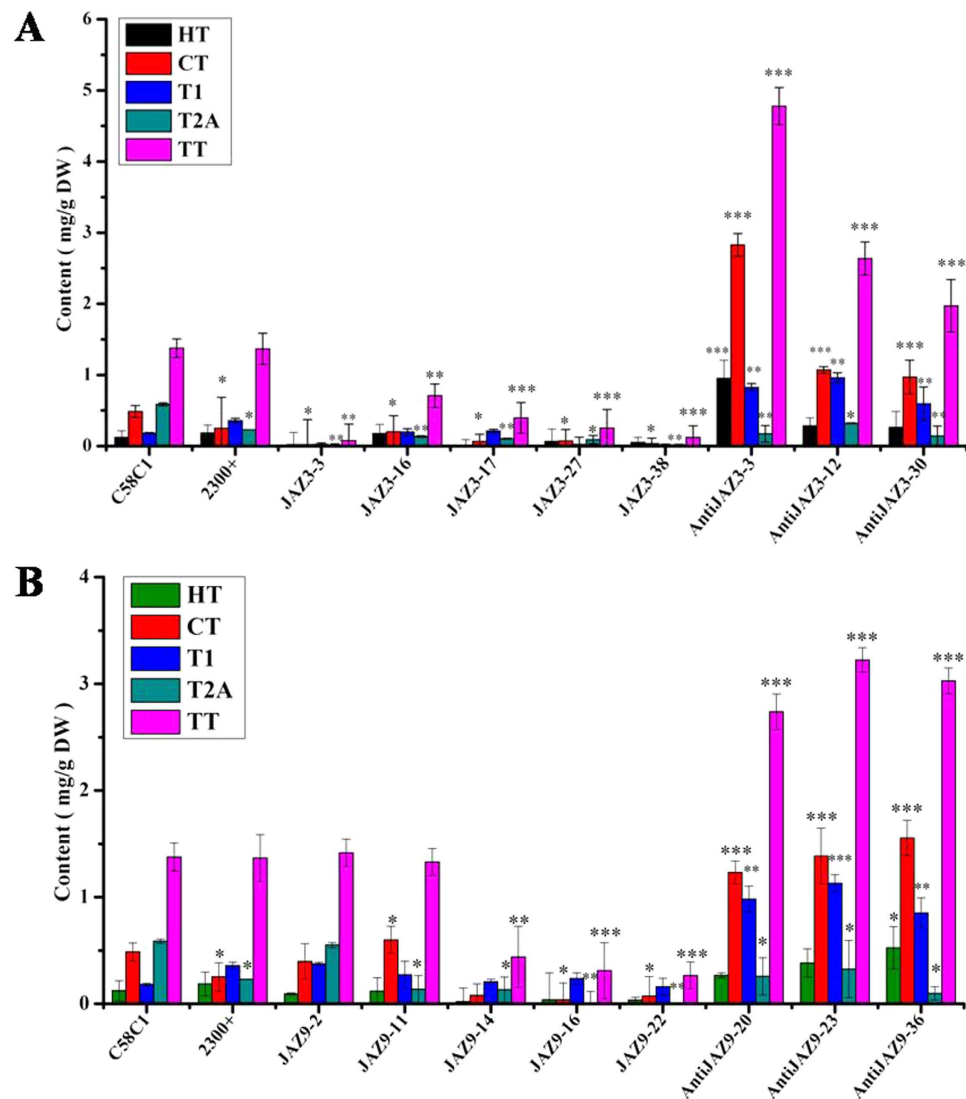 A
HT
CT
T1
T2A
TT
Content ( mg/g DW )
6
5
4
3
2
1
0
*
*
*
**
**
*
**
**
*
**
***
*
*
***
*
**
***
***
***
**
**
***
***
**
*
***
***
**
**
***
C58C1
2300+
JAZ3-3
JAZ3-16
JAZ3-17
JAZ3-27
JAZ3-38
AntiJAZ3-3
AntiJAZ3-12
AntiJAZ3-30
B
HT
CT
T1
T2A
TT
Content ( mg/g DW )
4
3
2
1
0
*
*
*
*
*
**
*
**
***
*
**
***
***
**
*
***
***
***
*
***
*
***
**
*
***
C58C1
2300+
JAZ9-2
JAZ9-11
JAZ9-14
JAZ9-16
JAZ9-22
AntiJAZ9-20
AntiJAZ9-23
AntiJAZ9-36